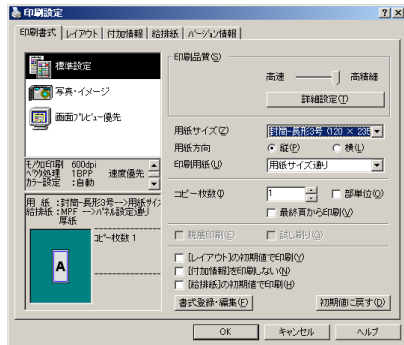 印刷設定
印刷書式 レイアウト 付加情報 給排紙 バージョン情報
標準設定
写真・イメージ
画面プレビュー優先
モノクロ印刷 600dpi
ベクタ処理 1BPP 速度優先
カラー設定 :自動
用 紙 :封筒-長形3号-->用紙サイズ
給排紙 :MPF -->パネル設定通り
厚紙
コピー枚数 1
A
印刷品質(S)
高速 高精細
詳細設定(T)
用紙サイズ(Z) 封筒-長形3号 (120 × 235
用紙方向 縦(P) 横(L)
印刷用紙(U) 用紙サイズ通り
コピー枚数(I) 1 部単位(O)
最終頁から印刷(V)
親展印刷(E) 試し刷り(G)
[レイアウト]の初期値で印刷(Y)
[付加情報]を印刷しない(N)
[給排紙]の初期値で印刷(H)
書式登録・編集(F) 初期値に戻す(D)
OK キャンセル ヘルプ